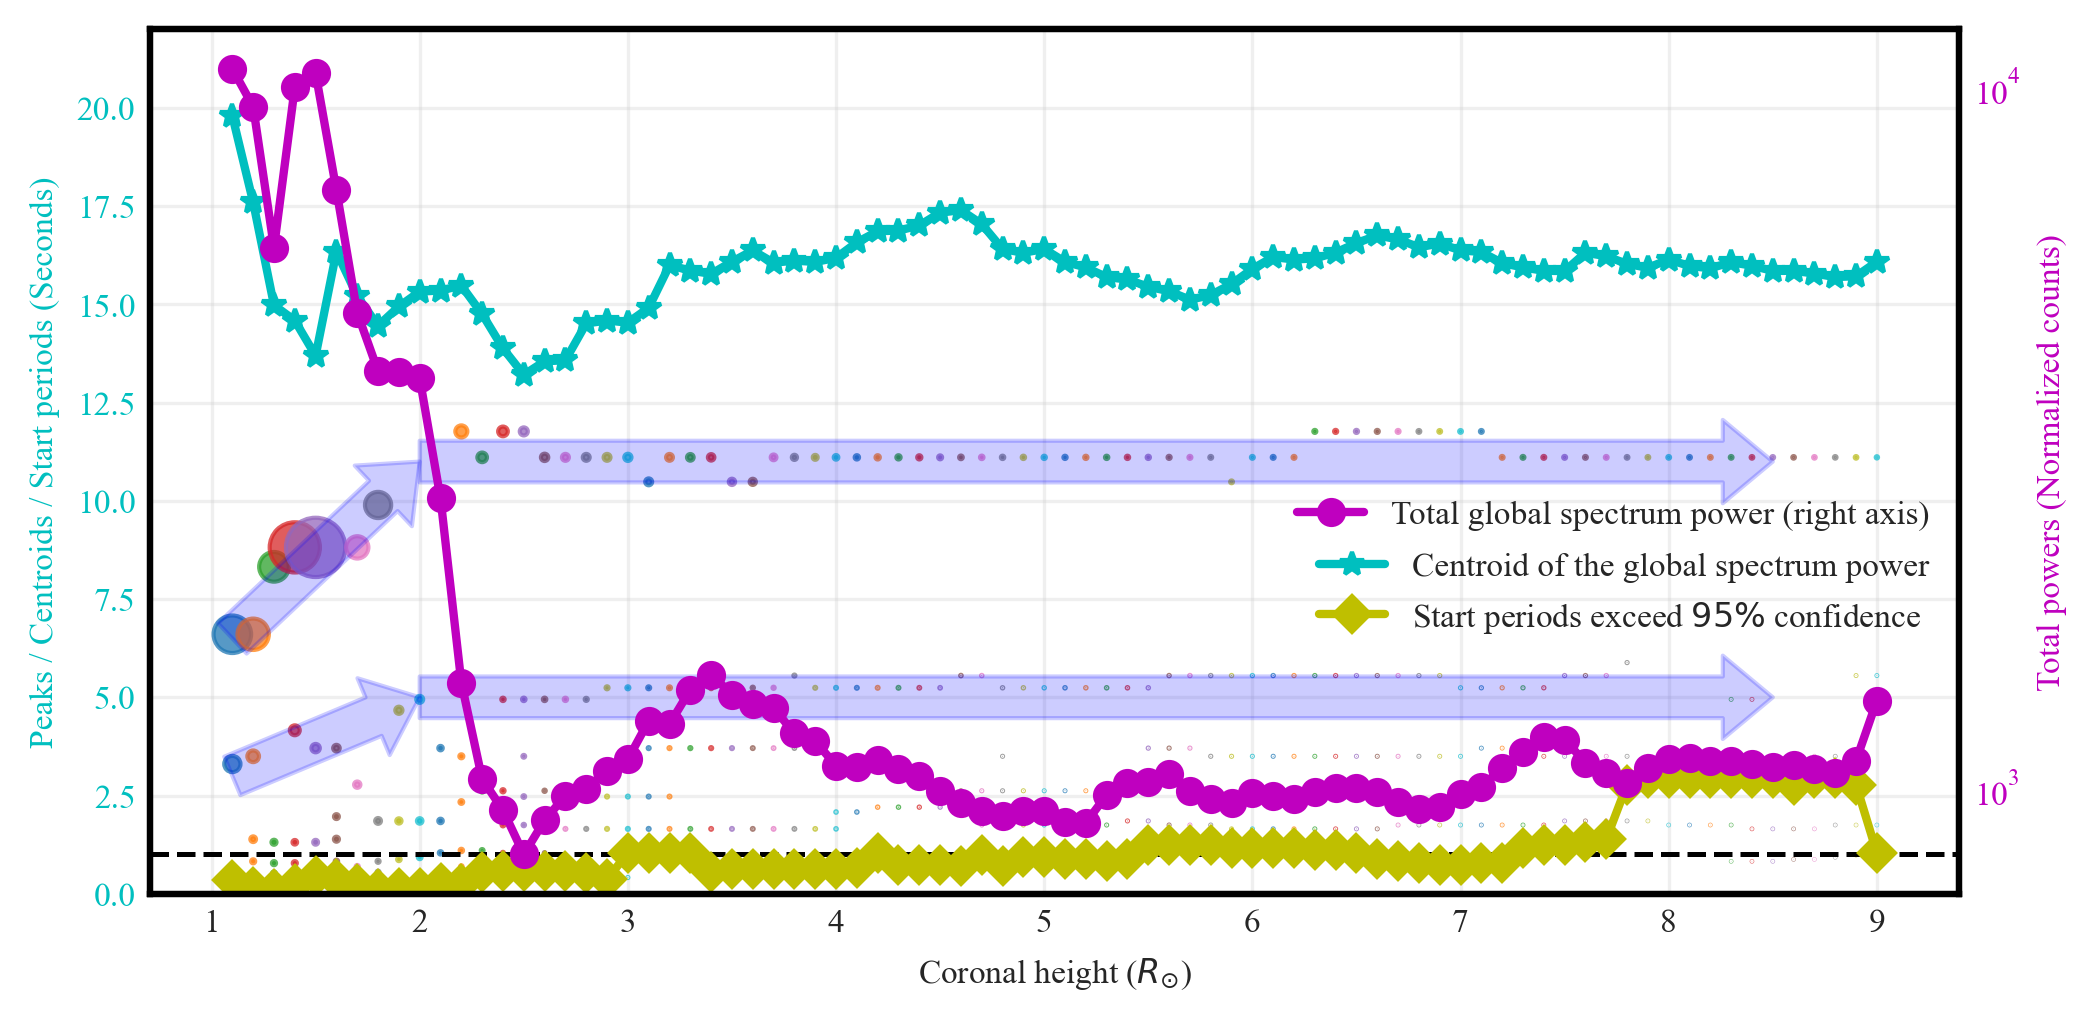 Peaks / Centroids / Start periods (Seconds)
20.0
17.5
15.0
12.5
10.0
7.5
5.0
2.5
0.0
10^4
10^3
Total powers (Normalized counts)
Total global spectrum power (right axis)
Centroid of the global spectrum power
Start periods exceed 95% confidence
1 2 3 4 5 6 7 8 9
Coronal height (R⊙)